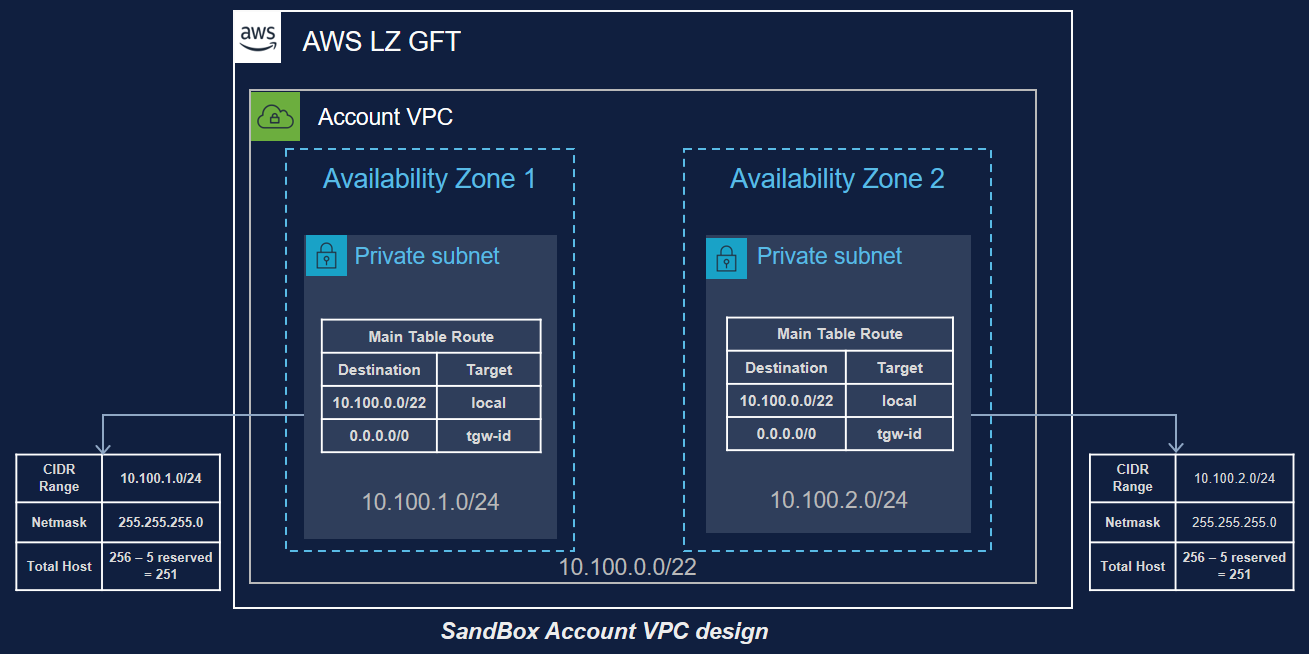 aws
AWS LZ GFT
Account VPC
Availability Zone 1
Private subnet
Main Table Route
Destination Target
10.100.0.0/22 local
0.0.0.0/0 tgw-id
10.100.1.0/24
Availability Zone 2
Private subnet
Main Table Route
Destination Target
10.100.0.0/22 local
0.0.0.0/0 tgw-id
10.100.2.0/24
10.100.0.0/22
CIDR
Range
10.100.1.0/24
Netmask 255.255.255.0
Total Host
256 – 5 reserved
= 251
CIDR
Range
10.100.2.0/24
Netmask 255.255.255.0
Total Host
256 – 5 reserved
= 251
SandBox Account VPC design